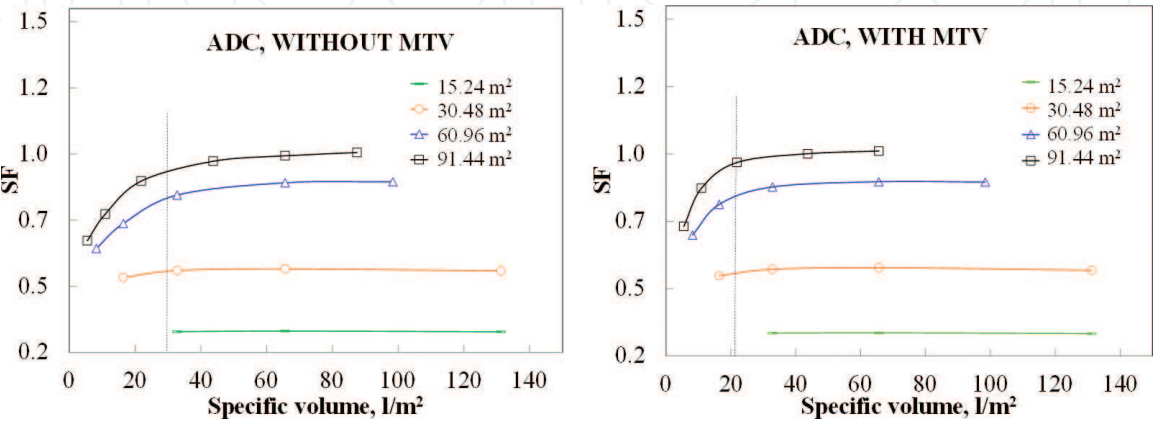 ADC, WITHOUT MTV
1.5
1.2
1.0
0.7
0.5
0.2
SF
15.24 m²
30.48 m²
60.96 m²
91.44 m²
0 20 40 60 80 100 120 140
Specific volume, l/m²
ADC, WITH MTV
1.5
1.2
1.0
0.7
0.5
0.2
SF
15.24 m²
30.48 m²
60.96 m²
91.44 m²
0 20 40 60 80 100 120 140
Specific volume, l/m²